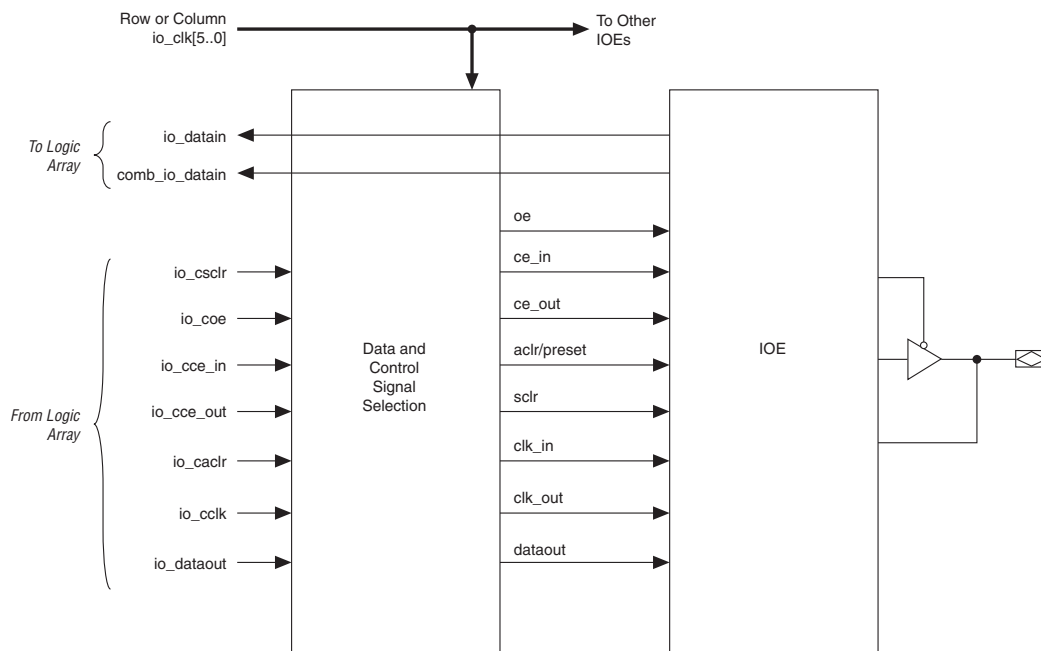 Row or Column
io_clk[5..0]
To Other
IOEs
To Logic
Array
io_datain
comb_io_datain
oe
ce_in
ce_out
aclr/preset
sclr
clk_in
clk_out
dataout
From Logic
Array
io_csclr
io_coe
io_cce_in
io_cce_out
io_caclr
io_cclk
io_dataout
Data and
Control
Signal
Selection
IOE